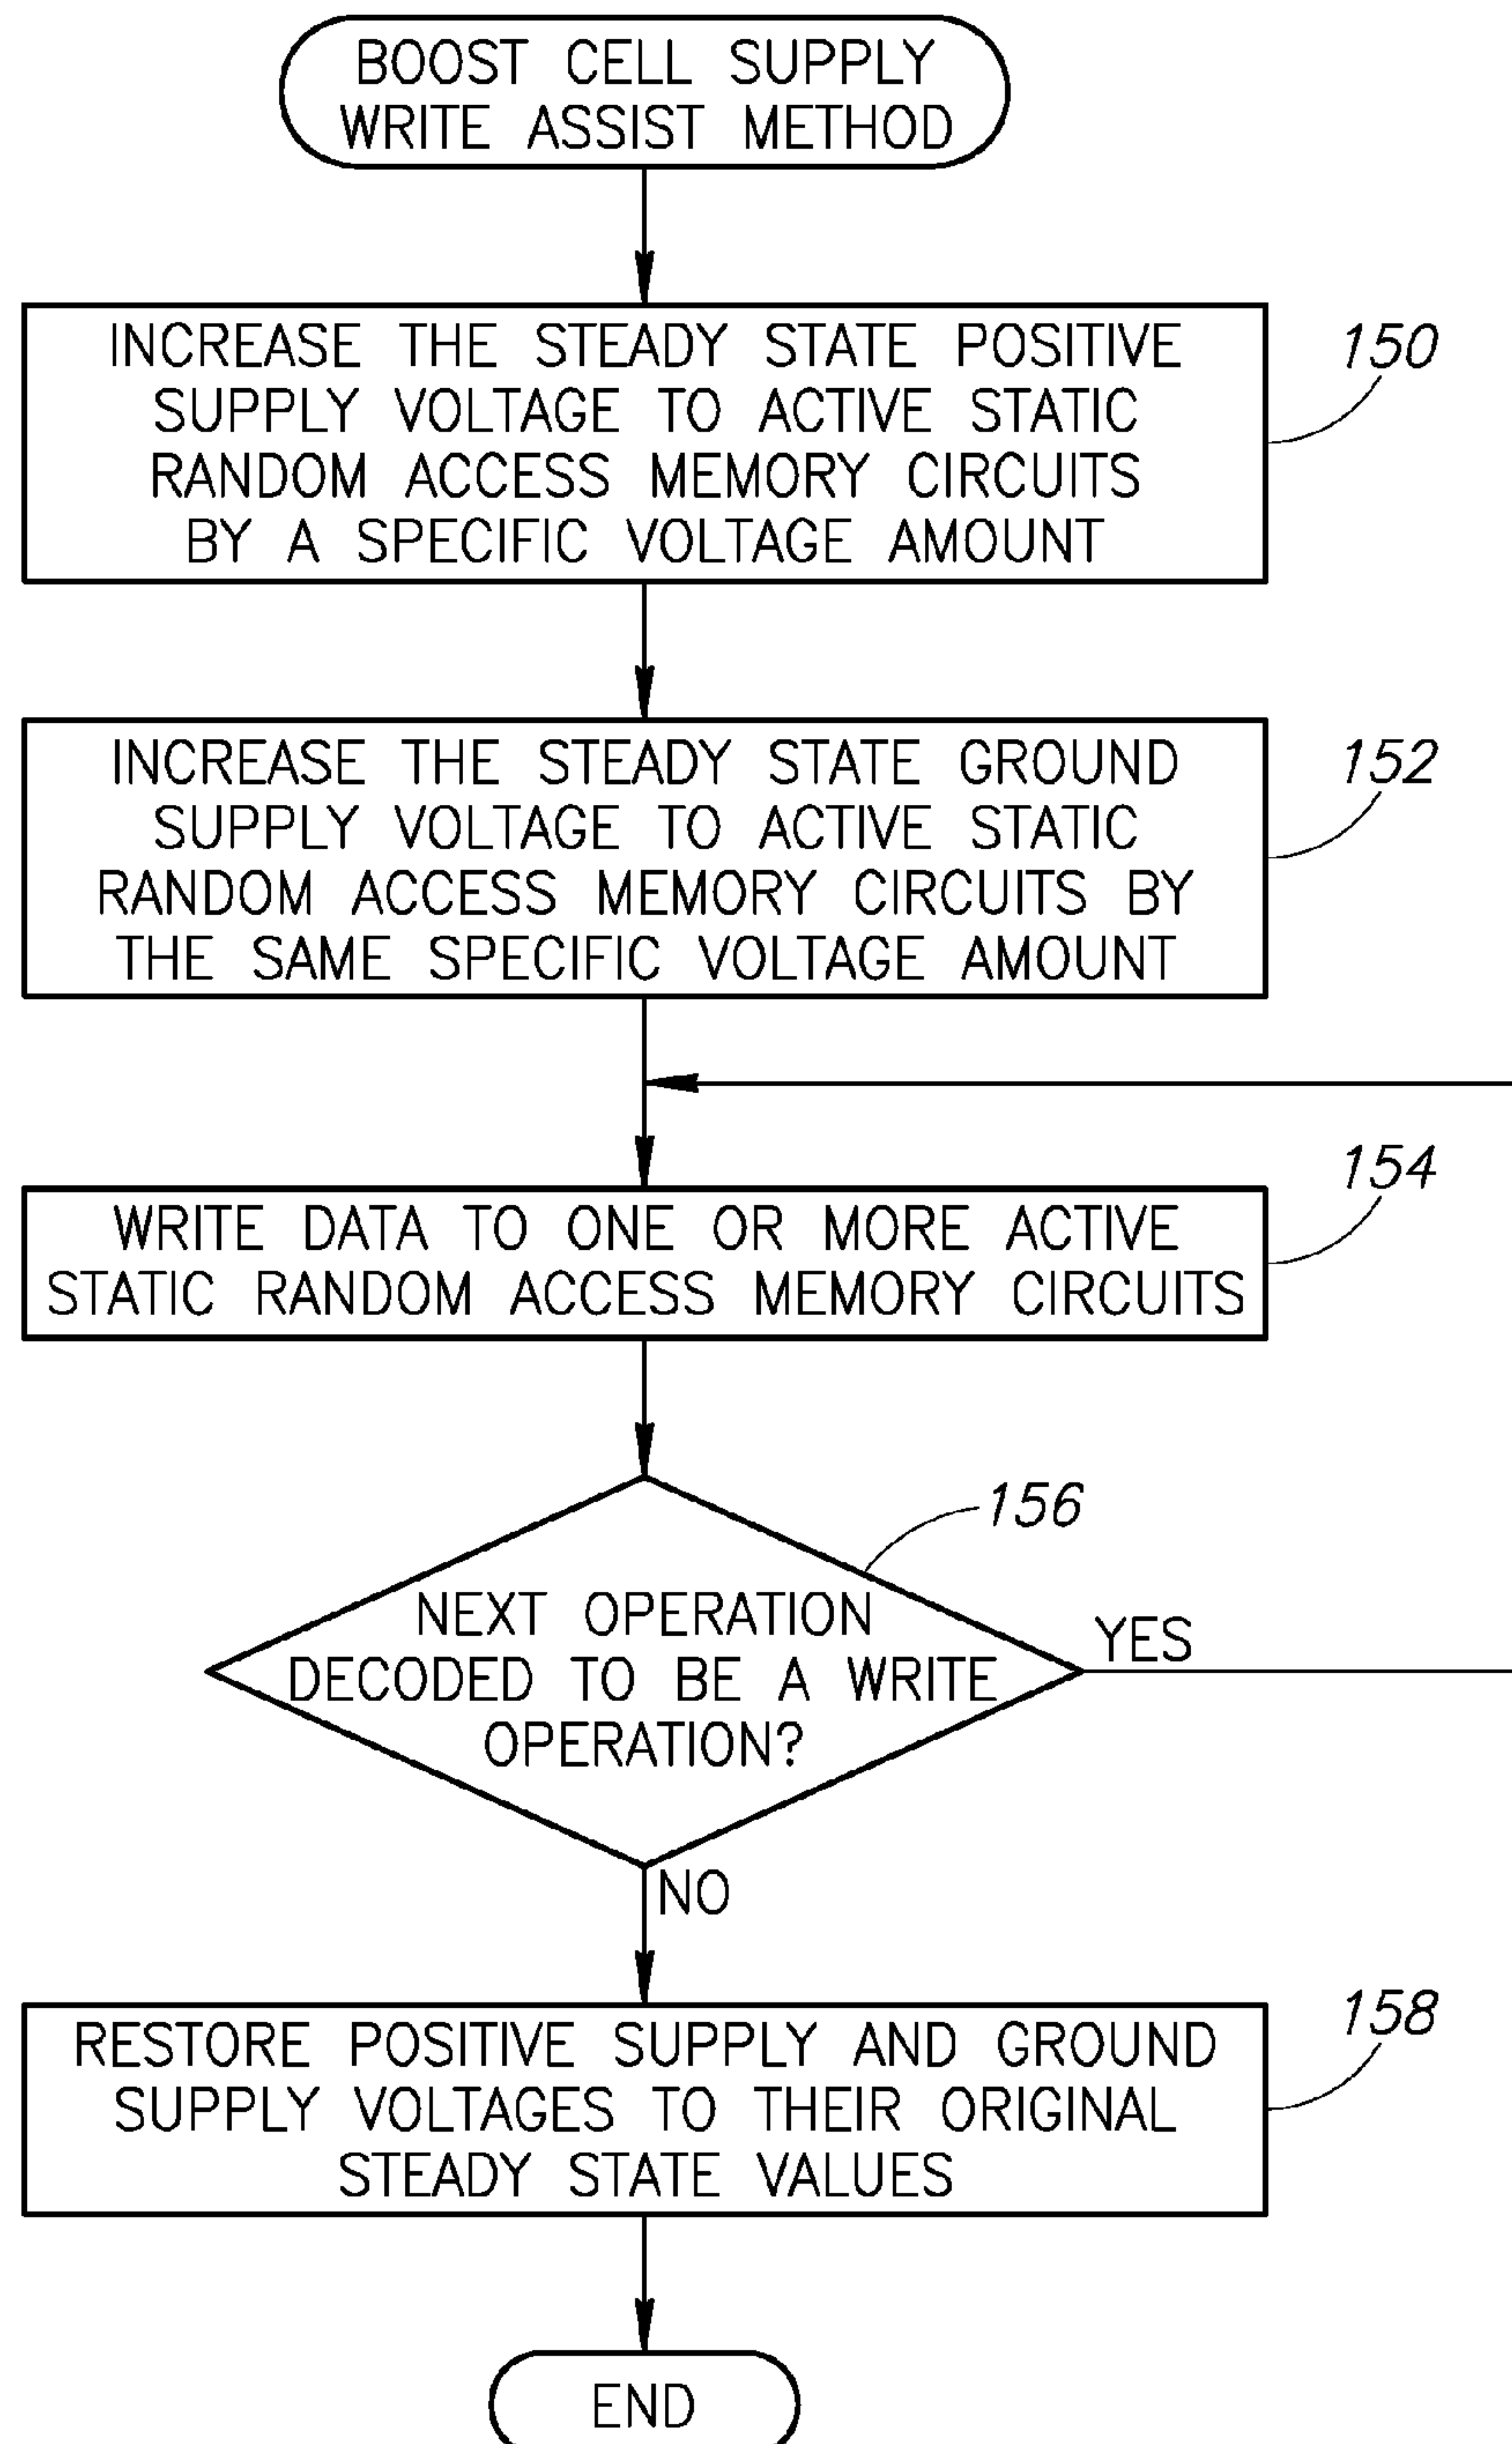 BOOST CELL SUPPLY
WRITE ASSIST METHOD
INCREASE THE STEADY STATE POSITIVE
SUPPLY VOLTAGE TO ACTIVE STATIC
RANDOM ACCESS MEMORY CIRCUITS
BY A SPECIFIC VOLTAGE AMOUNT
150
INCREASE THE STEADY STATE GROUND
SUPPLY VOLTAGE TO ACTIVE STATIC
RANDOM ACCESS MEMORY CIRCUITS BY
THE SAME SPECIFIC VOLTAGE AMOUNT
152
WRITE DATA TO ONE OR MORE ACTIVE
STATIC RANDOM ACCESS MEMORY CIRCUITS
154
NEXT OPERATION
DECODED TO BE A WRITE
OPERATION?
156
YES
NO
RESTORE POSITIVE SUPPLY AND GROUND
SUPPLY VOLTAGES TO THEIR ORIGINAL
STEADY STATE VALUES
158
END